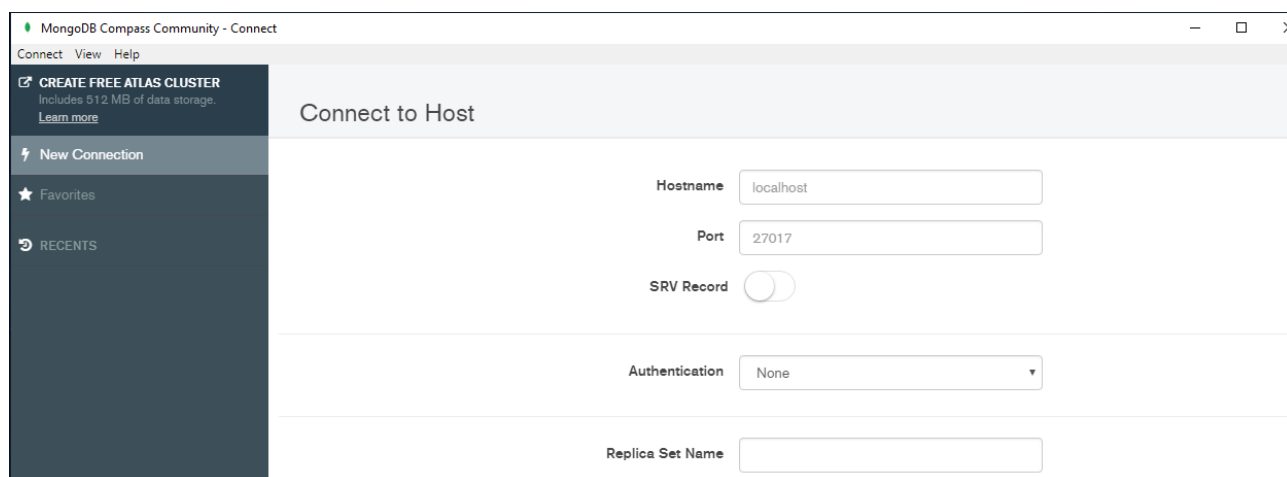 MongoDB Compass Community - Connect
Connect View Help
CREATE FREE ATLAS CLUSTER
Includes 512 MB of data storage.
Learn more
New Connection
Favorites
RECENTS
Connect to Host
Hostname localhost
Port 27017
SRV Record
Authentication None
Replica Set Name